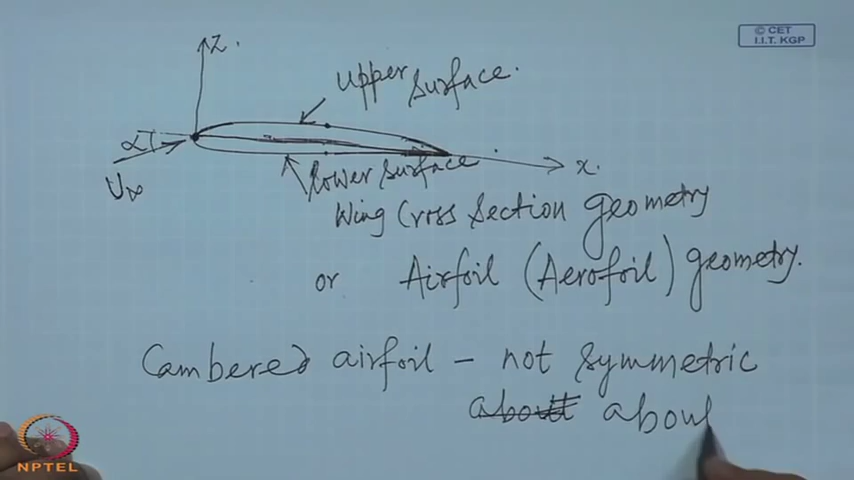 © CET
I.I.T. KGP
Z.
Upper surface.
α
U∞
lower surface
x.
Wing Cross Section geometry
or Airfoil (Aerofoil) geometry.
Cambered airfoil – not symmetric
about about
NPTEL